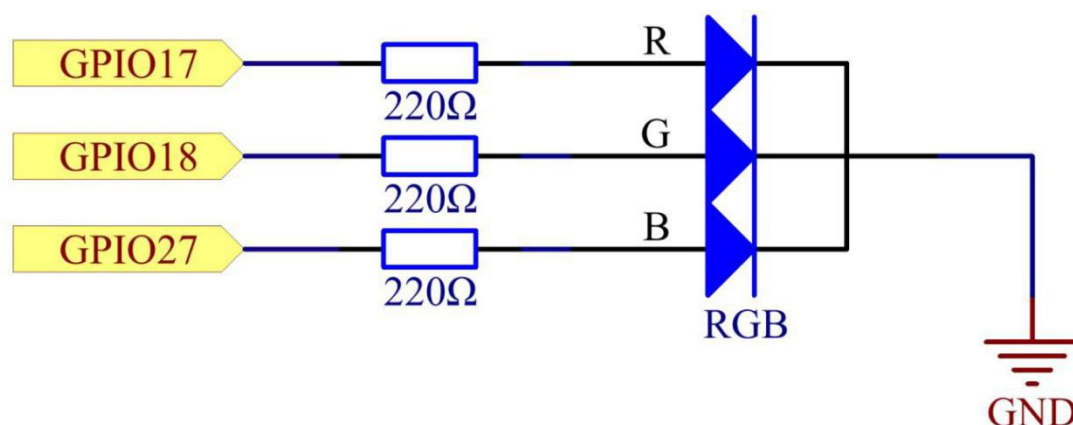 GPIO17
R
220Ω
GPIO18
G
220Ω
GPIO27
B
220Ω
RGB
GND